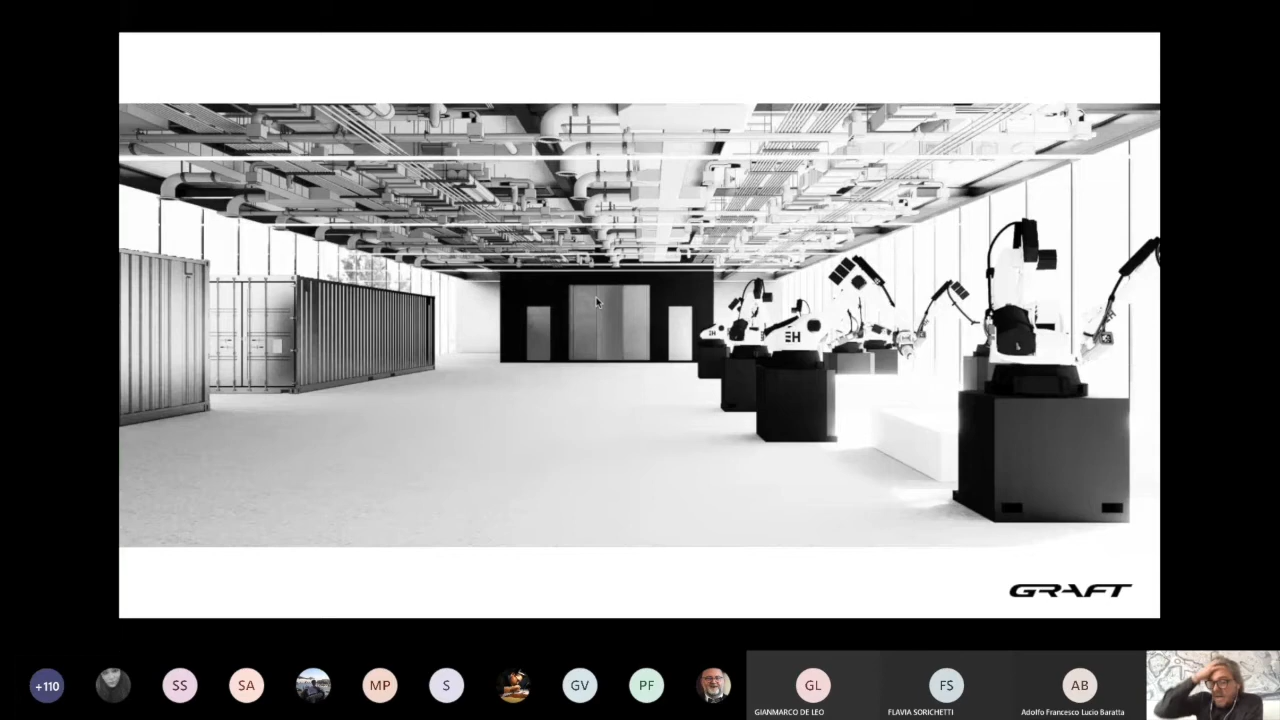 EH
EH
GRAFT
+110
SS
SA
MP
S
GV
PF
GL
GIANMARCO DE LEO
FS
FLAVIA SORICHETTI
AB
Adolfo Francesco Lucio Baratta